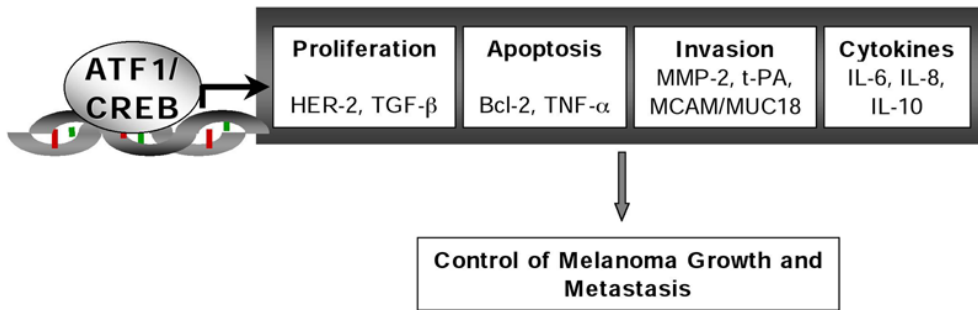 ATF1/
CREB
Proliferation
HER-2, TGF-β
Apoptosis
Bcl-2, TNF-α
Invasion
MMP-2, t-PA,
MCAM/MUC18
Cytokines
IL-6, IL-8,
IL-10
Control of Melanoma Growth and
Metastasis